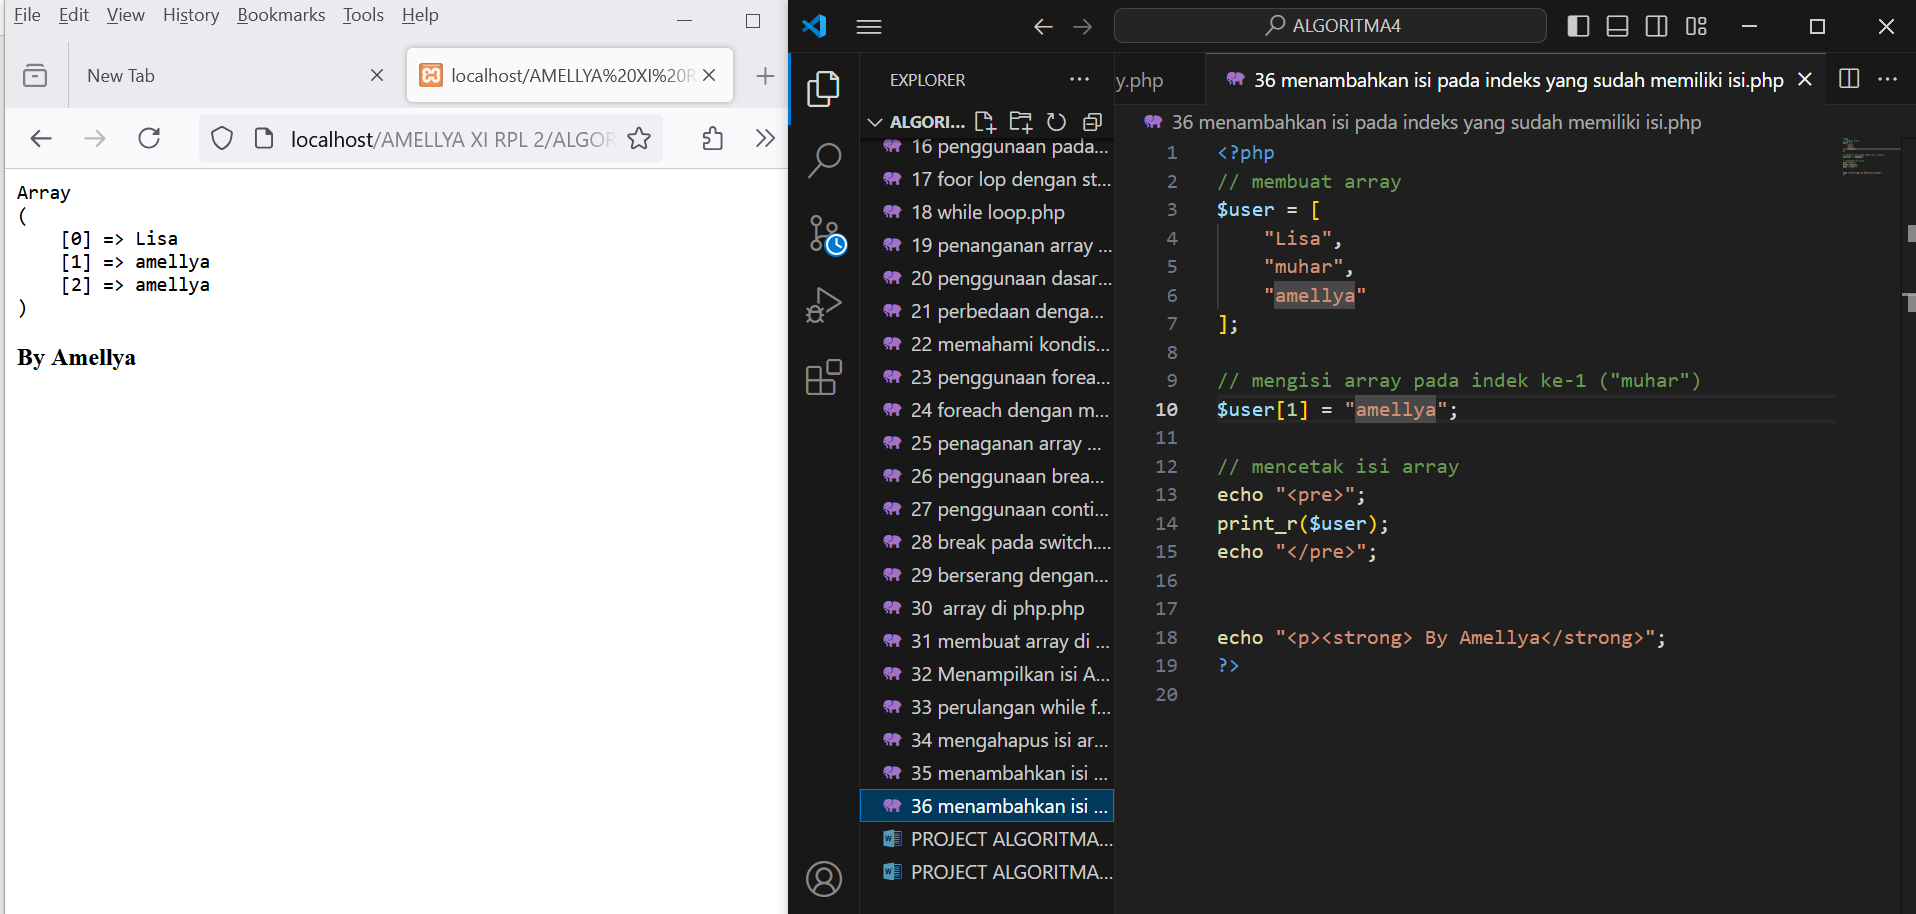 File Edit View History Bookmarks Tools Help
New Tab
localhost/AMELLYA%20XI%20R
localhost/AMELLYA XI RPL 2/ALGOR
Array
(
    [0] => Lisa
    [1] => amellya
    [2] => amellya
)
By Amellya
ALGORITMA4
EXPLORER
ALGORI...
16 penggunaan pada...
17 foor lop dengan st...
18 while loop.php
19 penanganan array ...
20 penggunaan dasar...
21 perbedaan denga...
22 memahami kondis...
23 penggunaan forea...
24 foreach dengan m...
25 penaganan array ...
26 penggunaan brea...
27 penggunaan conti...
28 break pada switch....
29 berserang dengan...
30  array di php.php
31 membuat array di ...
32 Menampilkan isi A...
33 perulangan while f...
34 mengahapus isi ar...
35 menambahkan isi ...
36 menambahkan isi ...
PROJECT ALGORITMA...
PROJECT ALGORITMA...
y.php
36 menambahkan isi pada indeks yang sudah memiliki isi.php
36 menambahkan isi pada indeks yang sudah memiliki isi.php
1 <?php
2 // membuat array
3 $user = [
4     "Lisa",
5     "muhar",
6     "amellya"
7 ];
8
9 // mengisi array pada indek ke-1 ("muhar")
10 $user[1] = "amellya";
11
12 // mencetak isi array
13 echo "<pre>";
14 print_r($user);
15 echo "</pre>";
16
17
18 echo "<p><strong> By Amellya</strong>";
19 ?>
20